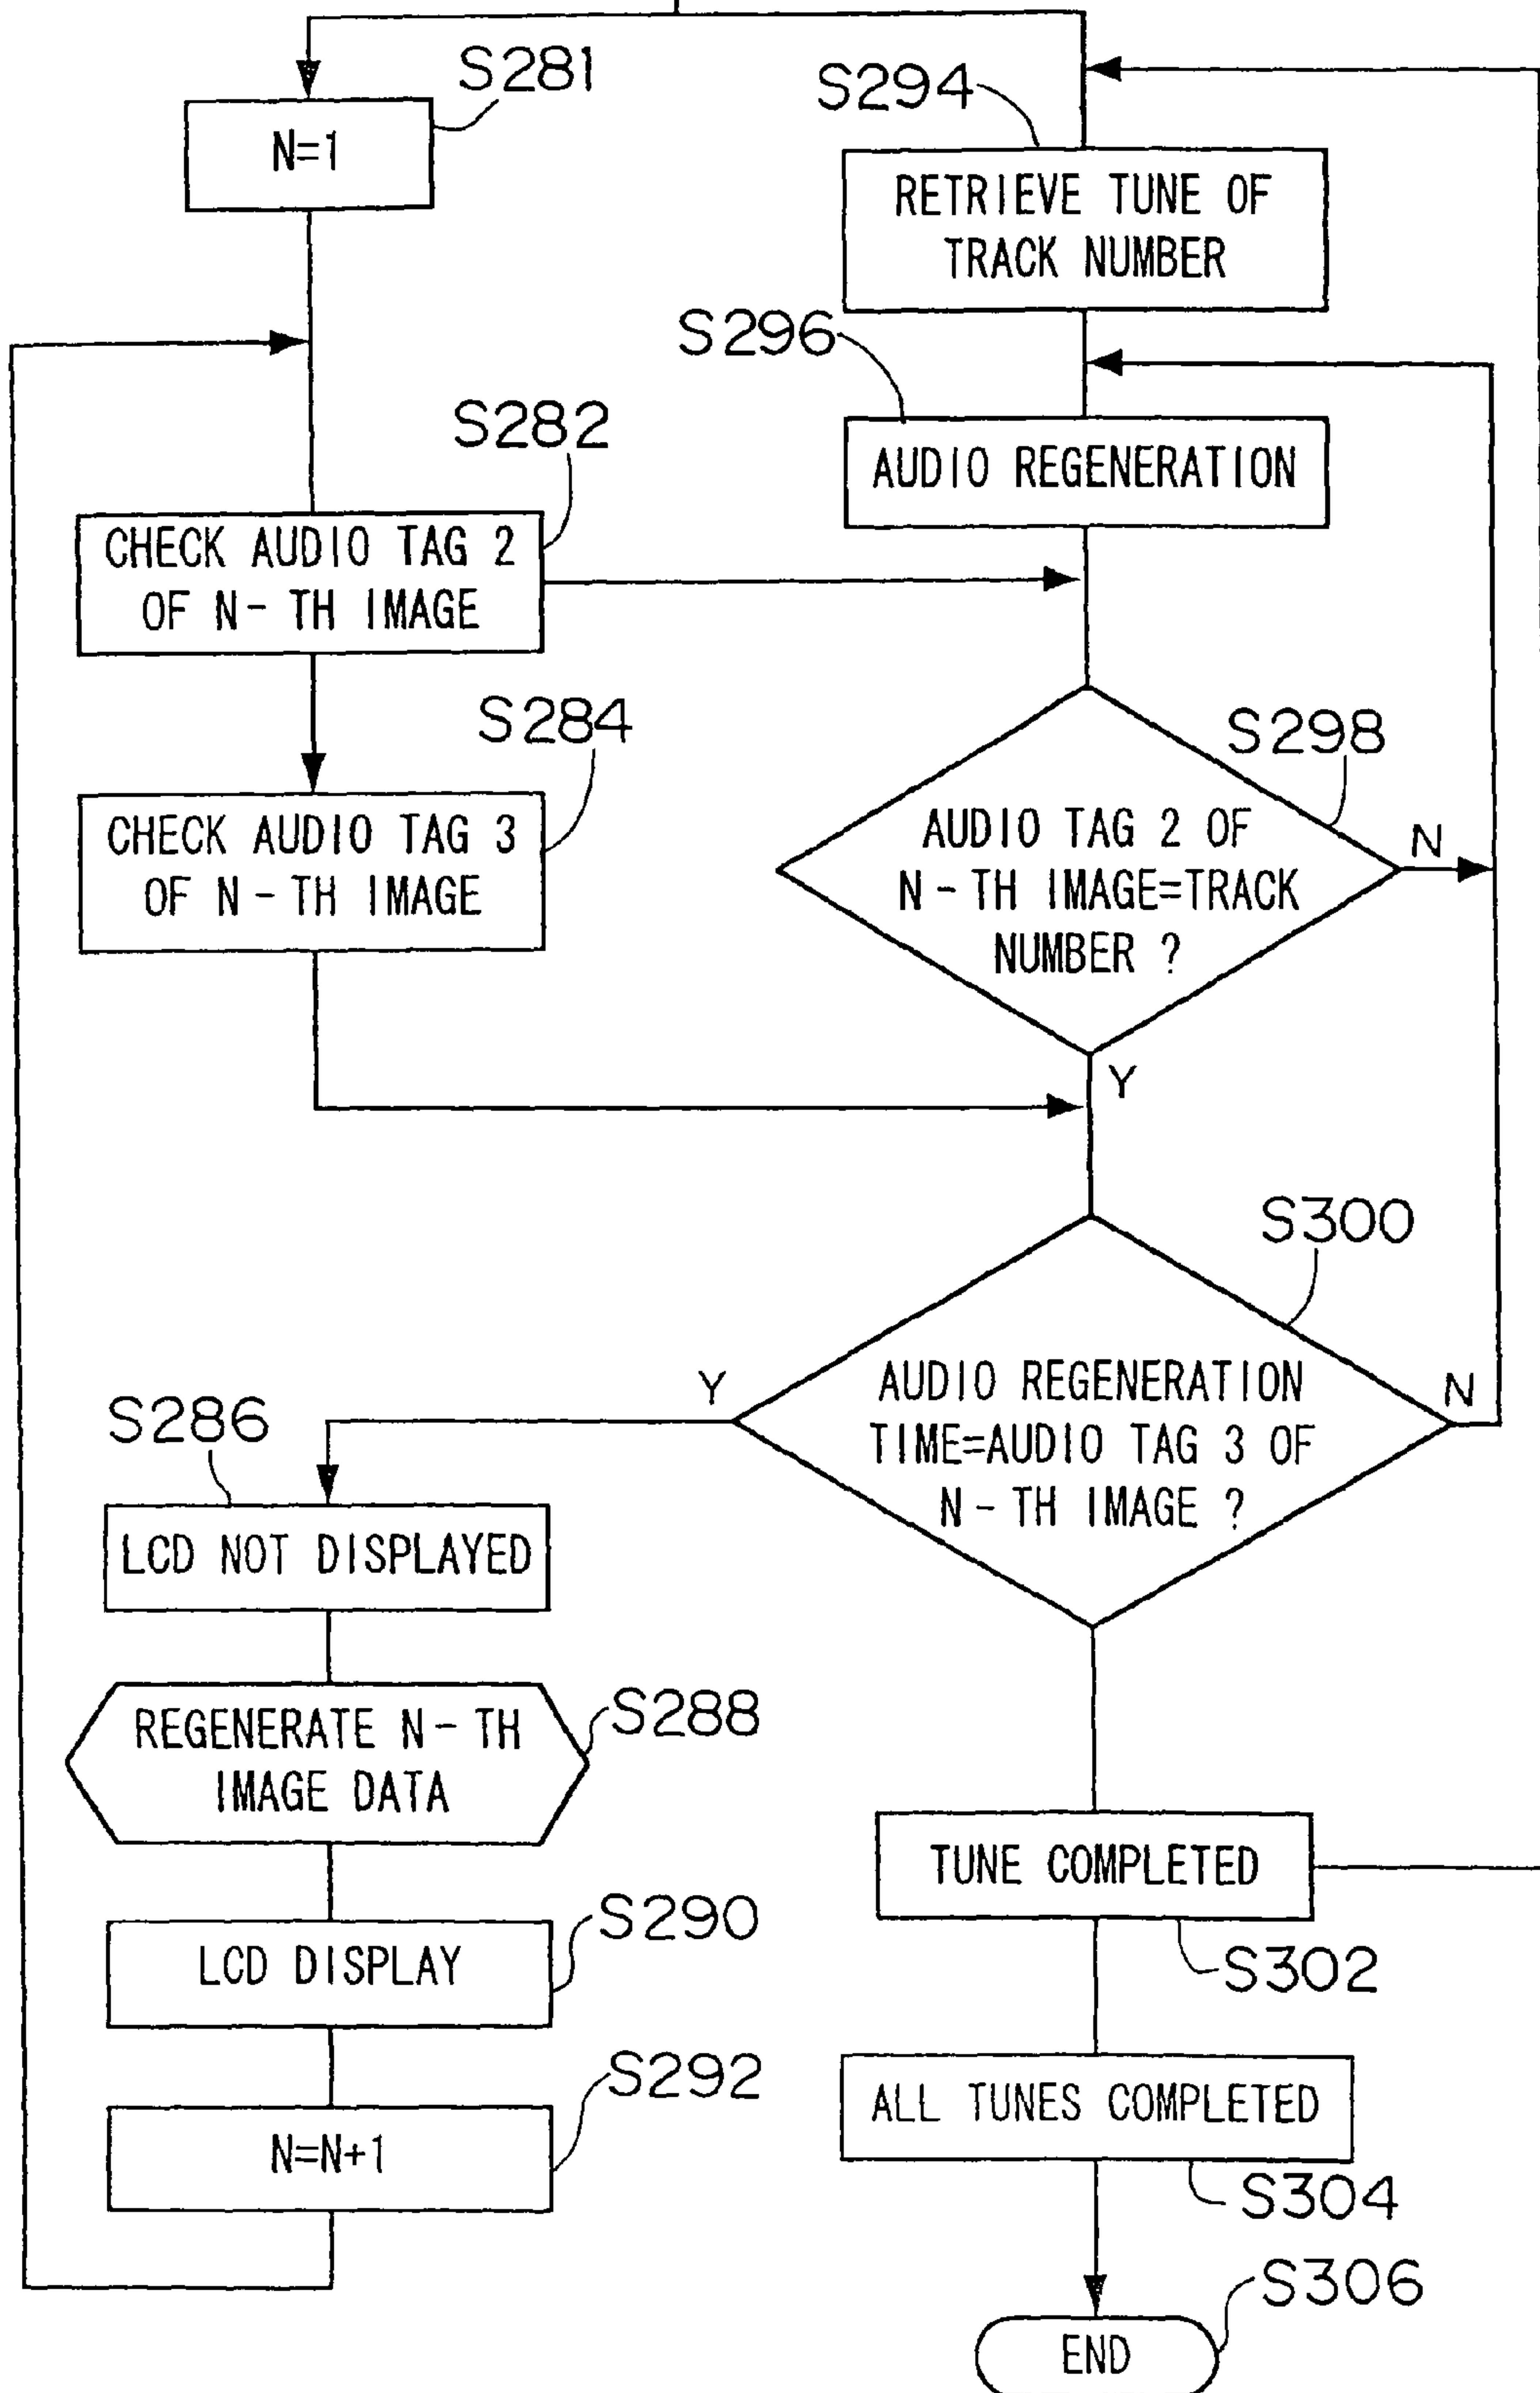 S281
N=1
S282
CHECK AUDIO TAG 2
OF N-TH IMAGE
S284
CHECK AUDIO TAG 3
OF N-TH IMAGE
S294
RETRIEVE TUNE OF
TRACK NUMBER
S296
AUDIO REGENERATION
S298
AUDIO TAG 2 OF
N-TH IMAGE=TRACK
NUMBER ?
N
Y
S300
AUDIO REGENERATION
TIME=AUDIO TAG 3 OF
N-TH IMAGE ?
Y
N
S286
LCD NOT DISPLAYED
S288
REGENERATE N-TH
IMAGE DATA
S290
LCD DISPLAY
S292
N=N+1
TUNE COMPLETED
S302
ALL TUNES COMPLETED
S304
S306
END